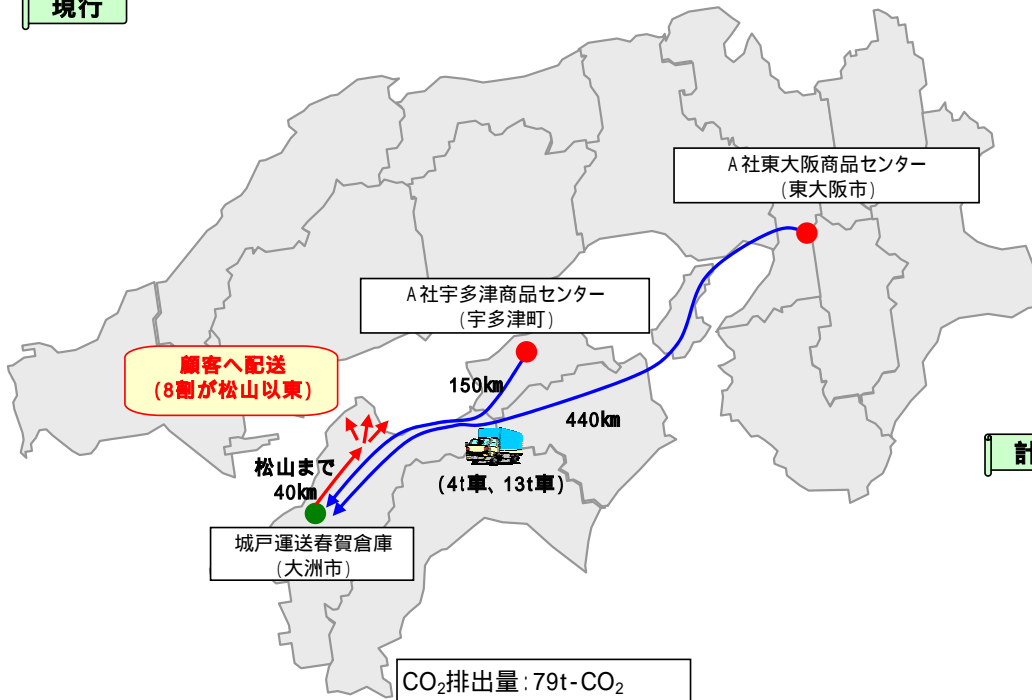 現行
A社東大阪商品センター
(東大阪市)
A社宇多津商品センター
(宇多津町)
顧客へ配送
(8割が松山以東)
150km
440km
松山まで
40km
(4t車、13t車)
計
城戸運送春賀倉庫
(大洲市)
CO₂排出量:79t-CO₂